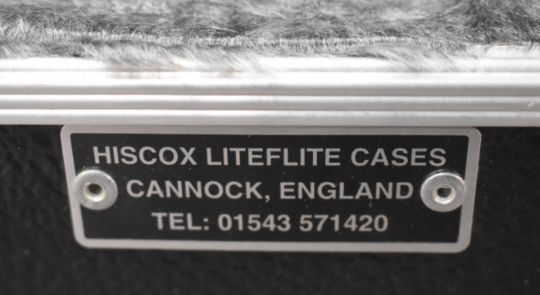 HISCOX LITEFLITE CASES
CANNOCK, ENGLAND
TEL: 01543 571420